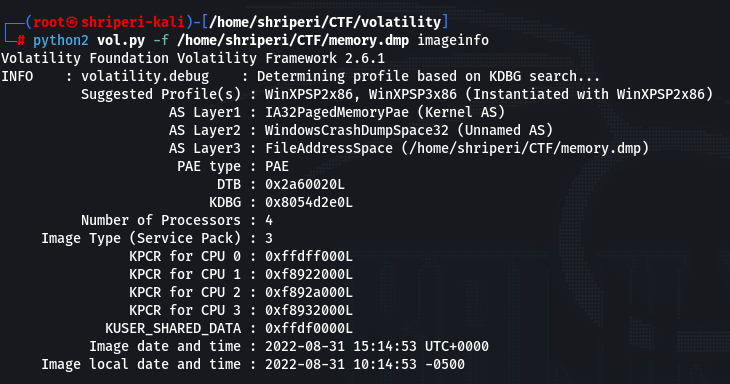 ┌──(root㉿shriperi-kali)-[/home/shriperi/CTF/volatility]
└─# python2 vol.py -f /home/shriperi/CTF/memory.dmp imageinfo
Volatility Foundation Volatility Framework 2.6.1
INFO    : volatility.debug    : Determining profile based on KDBG search...
          Suggested Profile(s) : WinXPSP2x86, WinXPSP3x86 (Instantiated with WinXPSP2x86)
                     AS Layer1 : IA32PagedMemoryPae (Kernel AS)
                     AS Layer2 : WindowsCrashDumpSpace32 (Unnamed AS)
                     AS Layer3 : FileAddressSpace (/home/shriperi/CTF/memory.dmp)
                      PAE type : PAE
                           DTB : 0x2a60020L
                          KDBG : 0x8054d2e0L
          Number of Processors : 4
     Image Type (Service Pack) : 3
                KPCR for CPU 0 : 0xffdff000L
                KPCR for CPU 1 : 0xf8922000L
                KPCR for CPU 2 : 0xf892a000L
                KPCR for CPU 3 : 0xf8932000L
             KUSER_SHARED_DATA : 0xffdf0000L
           Image date and time : 2022-08-31 15:14:53 UTC+0000
     Image local date and time : 2022-08-31 10:14:53 -0500